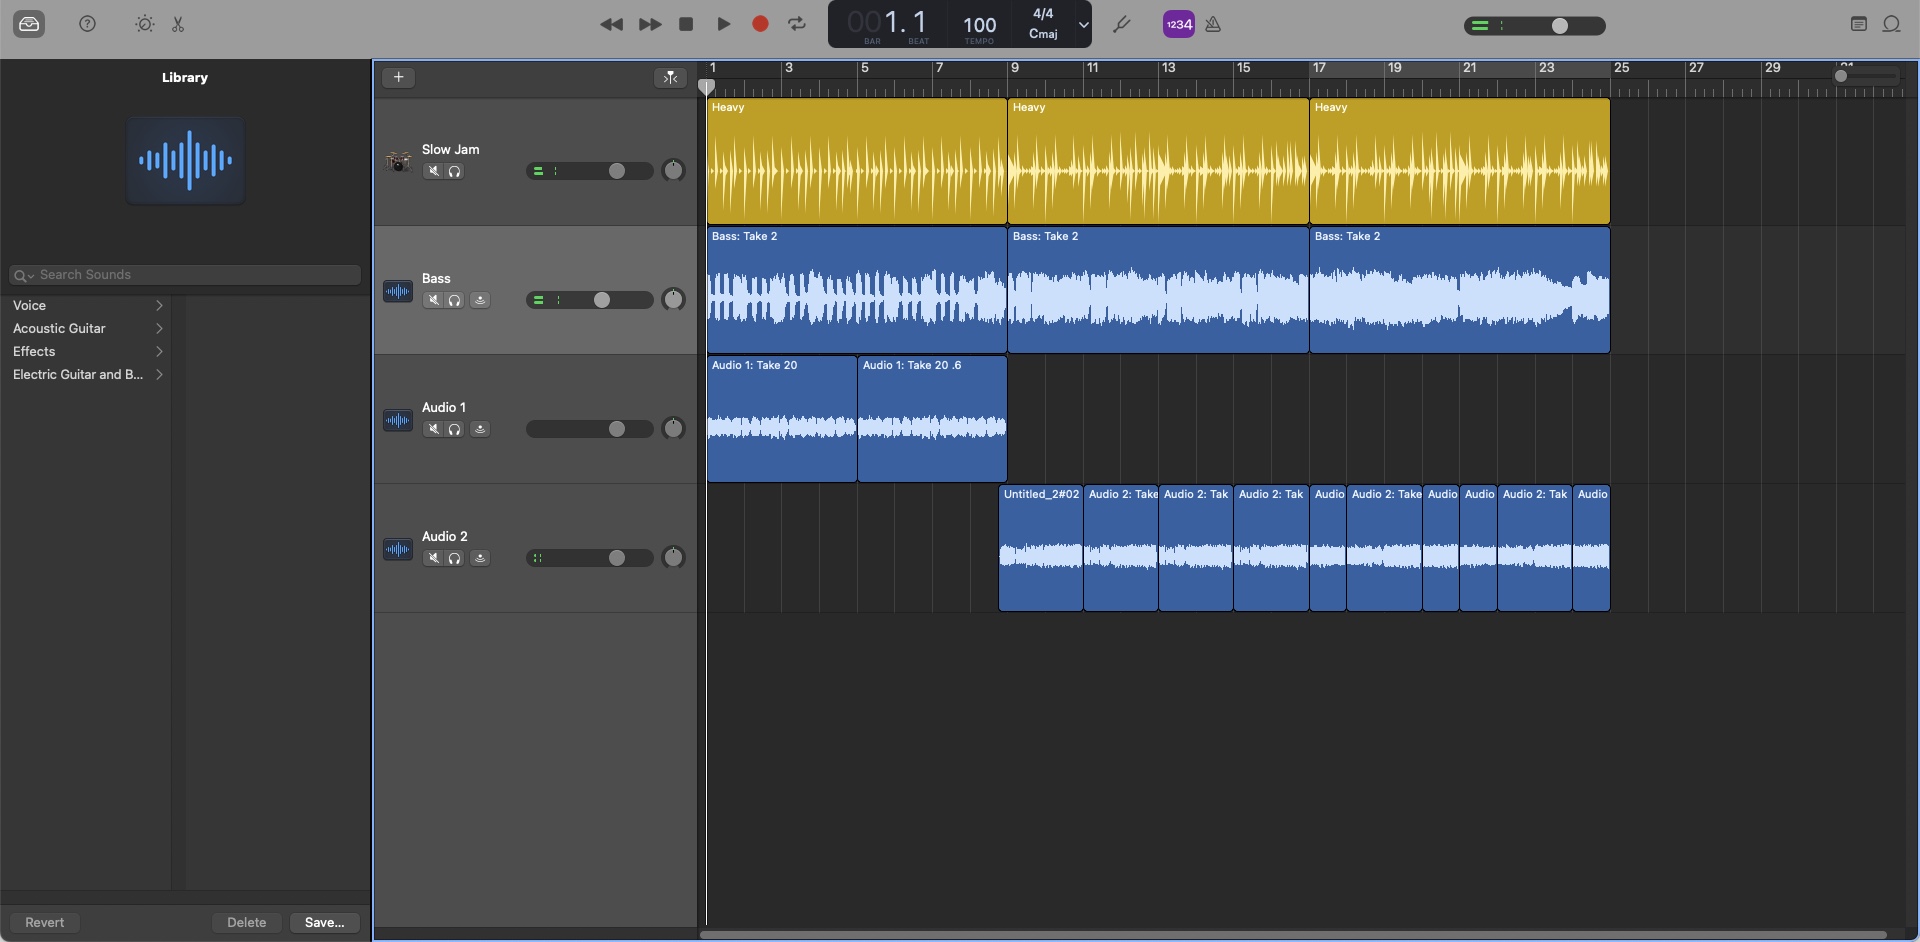 001. 1
BAR BEAT
100
TEMPO
4/4
Cmaj
1234
Library
Search Sounds
Voice
Acoustic Guitar
Effects
Electric Guitar and B...
Revert
Delete
Save...
1 3 5 7 9 11 13 15 17 19 21 23 25 27 29
Slow Jam
Heavy
Heavy
Heavy
Bass
Bass: Take 2
Bass: Take 2
Bass: Take 2
Audio 1
Audio 1: Take 20
Audio 1: Take 20 .6
Audio 2
Untitled_2#02
Audio 2: Take
Audio 2: Tak
Audio 2: Tak
Audio
Audio 2: Take
Audio
Audio
Audio 2: Tak
Audio